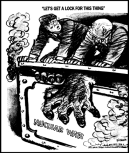 "LET'S GET A LOCK FOR THIS THING"
NUCLEAR WAR